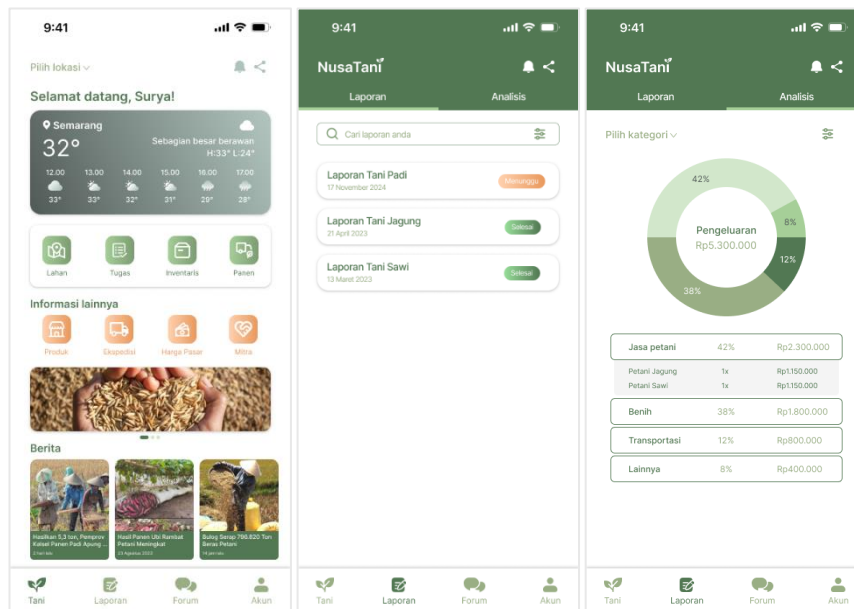 9:41
Pilih lokasi
Selamat datang, Surya!
Semarang
32°
Sebagian besar berawan
H:33° L:24°
12.00 13.00 14.00 15.00 16.00 17.00
33° 33° 32° 31° 29° 28°
Lahan Tugas Inventaris Panen
Informasi lainnya
Produk Ekspedisi Harga Pasar Mitra
Berita
Hasilkan 5,3 ton, Pemprov
Kalsel Panen Padi Apung ...
2 hari lalu
Hasil Panen Ubi Rambat
Petani Meningkat
23 Agustus 2022
Bulog Serap 700.820 Ton
Beras Petani
14 jam lalu
Tani Laporan Forum Akun
9:41
NusaTani
Laporan Analisis
Cari laporan anda
Laporan Tani Padi
17 November 2024
Menunggu
Laporan Tani Jagung
21 April 2023
Selesai
Laporan Tani Sawi
13 Maret 2023
Selesai
Tani Laporan Forum Akun
9:41
NusaTani
Laporan Analisis
Pilih kategori
42%
8%
12%
38%
Pengeluaran
Rp5.300.000
Jasa petani 42% Rp2.300.000
Petani Jagung 1x Rp1.150.000
Petani Sawi 1x Rp1.150.000
Benih 38% Rp1.800.000
Transportasi 12% Rp800.000
Lainnya 8% Rp400.000
Tani Laporan Forum Akun